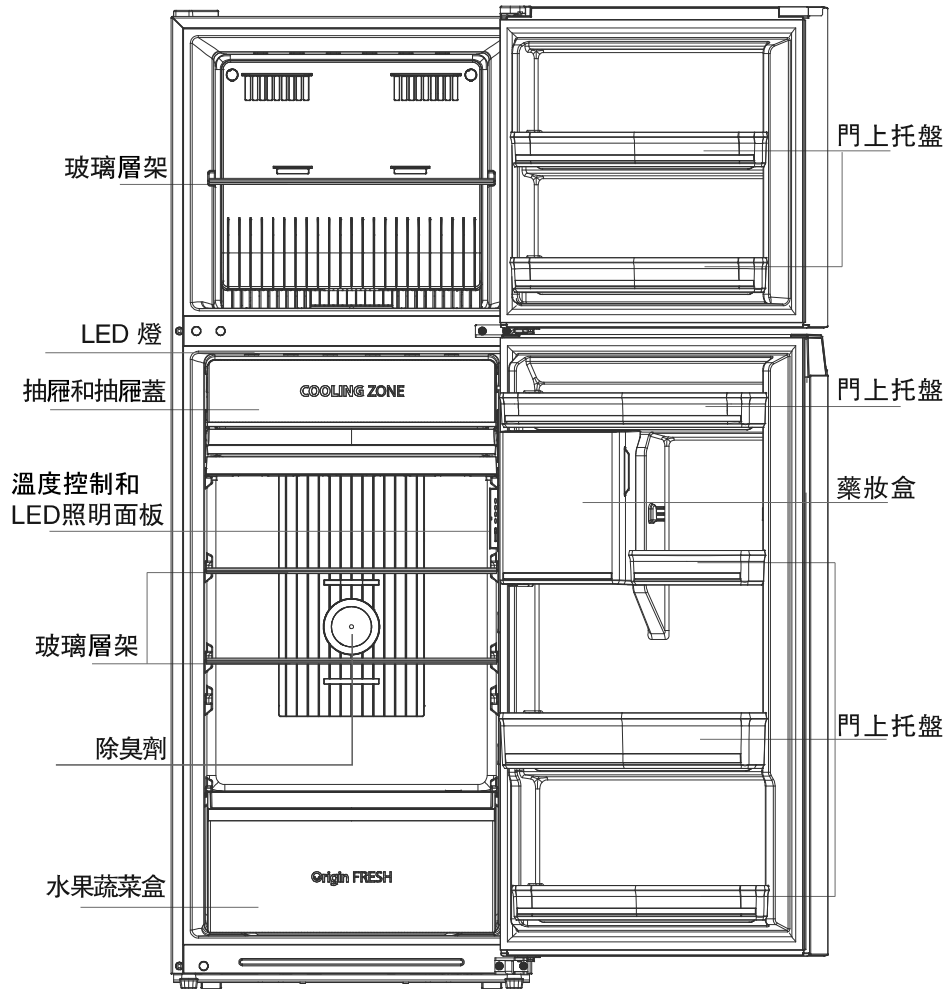 門上托盤
玻璃層架
LED 燈
抽屜和抽屜蓋
COOLING ZONE
門上托盤
溫度控制和
LED照明面板
藥妝盒
玻璃層架
除臭劑
門上托盤
水果蔬菜盒
Origin FRESH